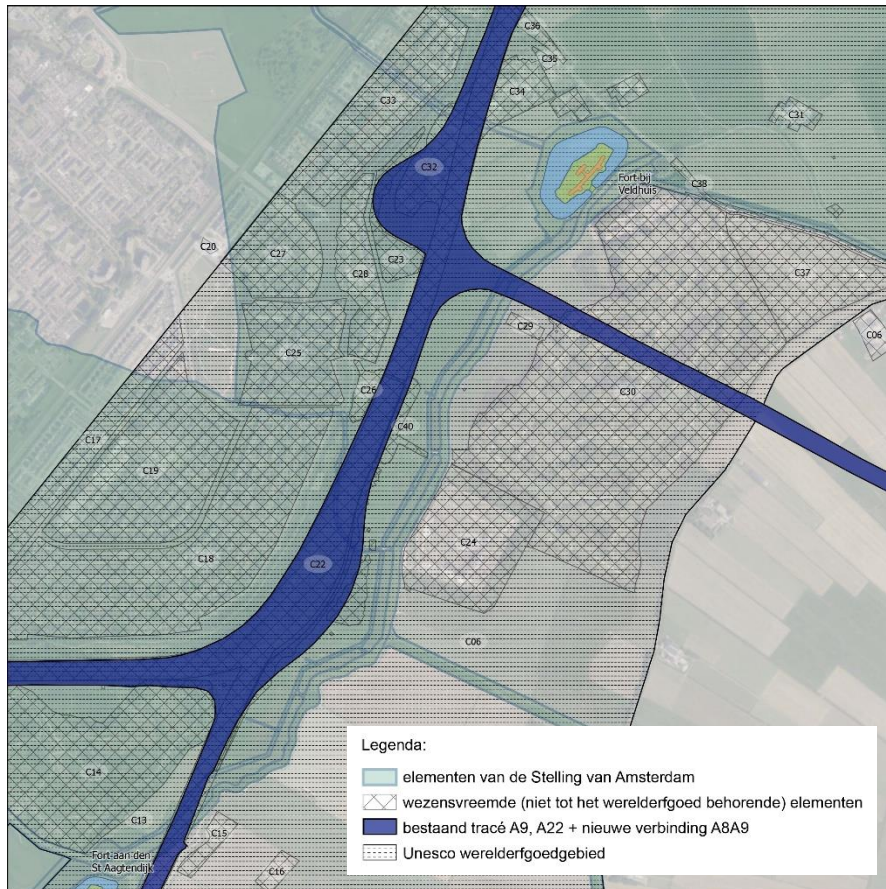 C36
C35
C33
C34
C31
C32
Fort bij
Veldhuis
C38
C20
C27
C23
C28
C37
C29
C06
C25
C26
C30
C40
C17
C19
C24
C18
C22
C06
Legenda:
elementen van de Stelling van Amsterdam
wezensvreemde (niet tot het werelderfgoed behorende) elementen
bestaand tracé A9, A22 + nieuwe verbinding A8A9
Unesco werelderfgoedgebied
C14
C13
C15
Fort aan den
St Aagtendijk
C16